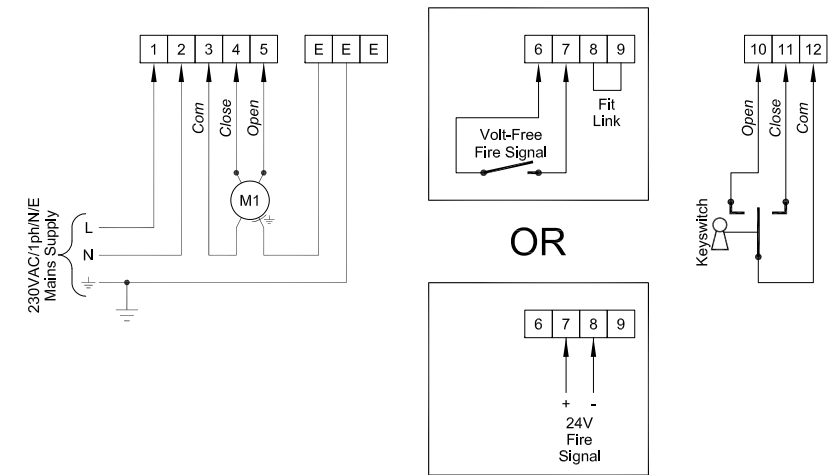 1 2 3 4 5 E E E
Com
Close
Open
M1
230VAC/1ph/N/E
Mains Supply
L
N
6 7 8 9
Fit
Link
Volt-Free
Fire Signal
OR
6 7 8 9
+ -
24V
Fire
Signal
10 11 12
Open
Close
Com
Keyswitch